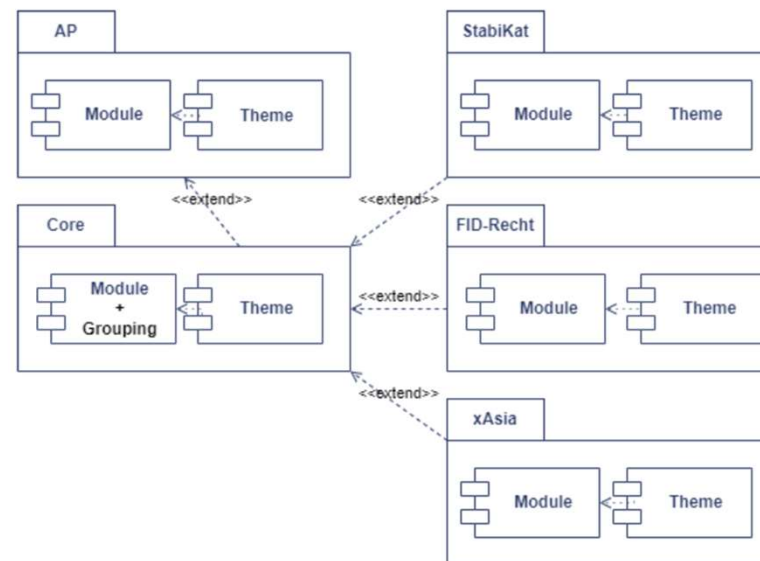 AP
Module
Theme
StabiKat
Module
Theme
<<extend>>
<<extend>>
Core
Module
+
Grouping
Theme
<<extend>>
FID-Recht
Module
Theme
<<extend>>
xAsia
Module
Theme